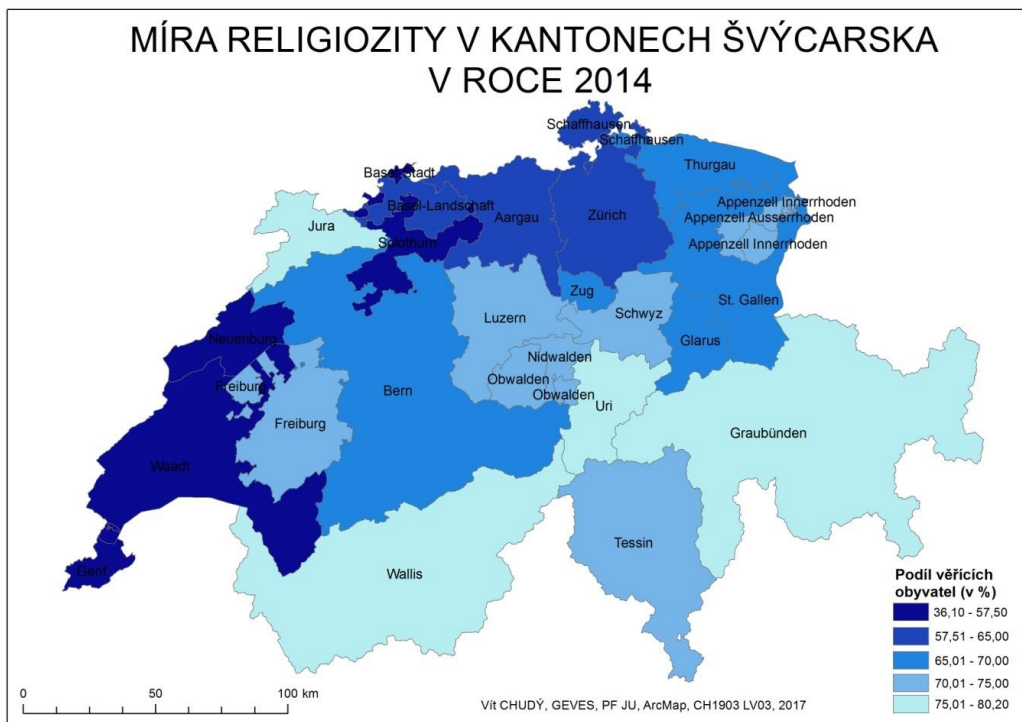 MÍRA RELIGIOZITY V KANTONECH ŠVÝCARSKA
V ROCE 2014
Schaffhausen
Schaffhausen
Basel-Stadt
Thurgau
Basel-Landschaft
Appenzell Innerrhoden
Aargau
Zürich
Appenzell Ausserrhoden
Jura
Solothurn
Appenzell Innerrhoden
Zug
St. Gallen
Luzern
Schwyz
Neuenburg
Glarus
Nidwalden
Freiburg
Bern
Obwalden
Obwalden
Uri
Freiburg
Graubünden
Waadt
Tessin
Genf
Wallis
Podíl věřících
obyvatel (v %)
36,10 - 57,50
57,51 - 65,00
65,01 - 70,00
70,01 - 75,00
75,01 - 80,20
0 50 100 km
Vít CHUDÝ, GEVES, PF JU, ArcMap, CH1903 LV03, 2017